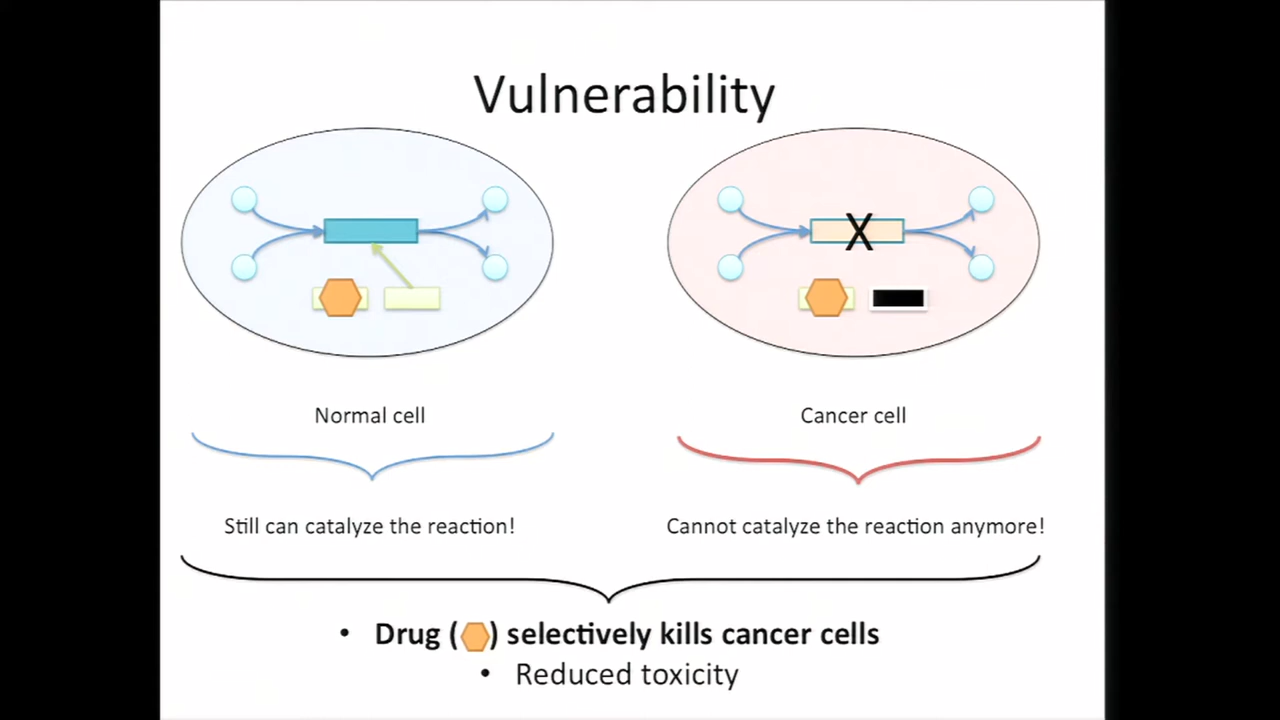 Vulnerability
X
Normal cell
Cancer cell
Still can catalyze the reaction!
Cannot catalyze the reaction anymore!
• Drug ( ) selectively kills cancer cells
• Reduced toxicity